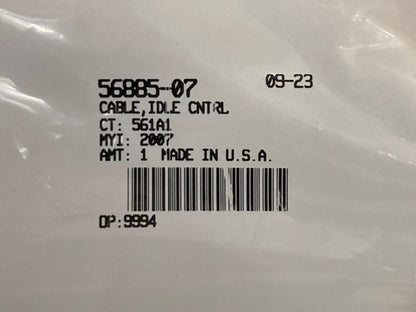 56885-07 09-23
CABLE,IDLE CNTRL
CT: 561A1
MYI: 2007
AMT: 1 MADE IN U.S.A.
OP:9994